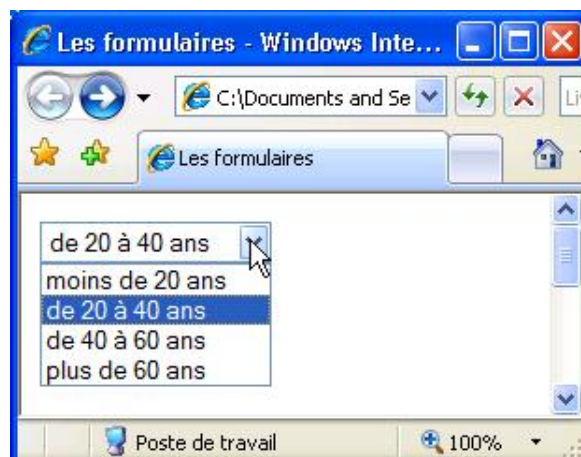 Les formulaires - Windows Inte...
C:\Documents and Se
Li
Les formulaires
de 20 à 40 ans
moins de 20 ans
de 20 à 40 ans
de 40 à 60 ans
plus de 60 ans
Poste de travail
100%